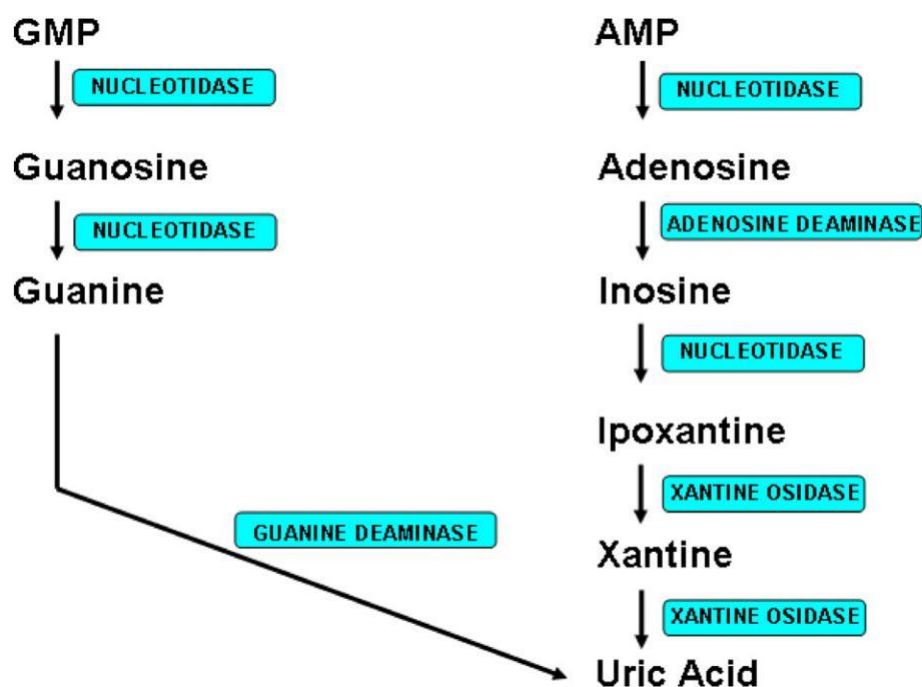 GMP
NUCLEOTIDASE
Guanosine
NUCLEOTIDASE
Guanine
GUANINE DEAMINASE
AMP
NUCLEOTIDASE
Adenosine
ADENOSINE DEAMINASE
Inosine
NUCLEOTIDASE
Ipoxantine
XANTINE OSIDASE
Xantine
XANTINE OSIDASE
Uric Acid